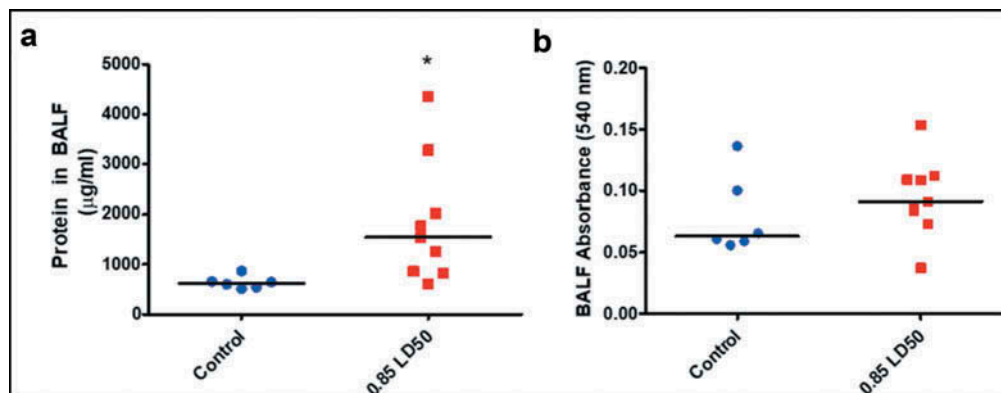 a
*
5000
4000
3000
2000
1000
0
Protein in BALF
(µg/ml)
Control
0.85 LD50
b
0.20
0.15
0.10
0.05
0.00
BALF Absorbance (540 nm)
Control
0.85 LD50